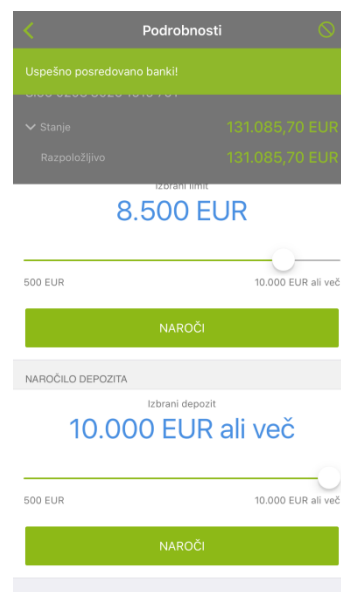 Podrobnosti
Uspešno posredovano banki!
Stanje 131.085,70 EUR
Razpoložljivo 131.085,70 EUR
Izbrani limit
8.500 EUR
500 EUR 10.000 EUR ali več
NAROČI
NAROČILO DEPOZITA
Izbrani depozit
10.000 EUR ali več
500 EUR 10.000 EUR ali več
NAROČI